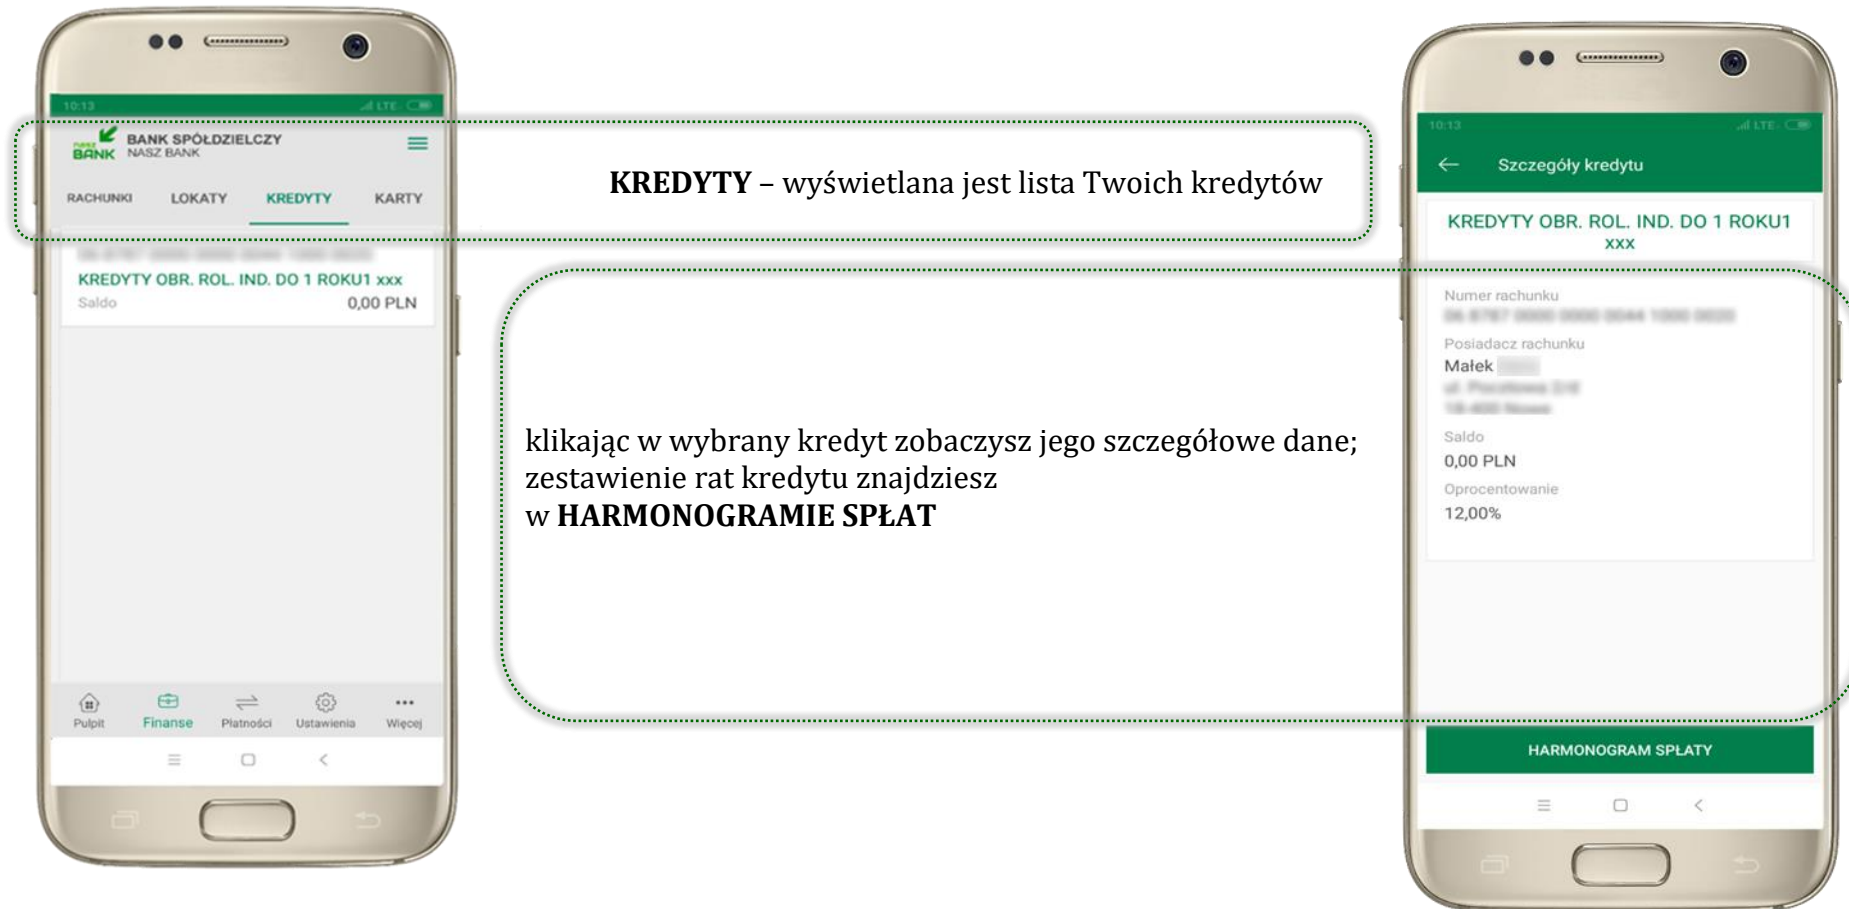 10:13
LTE
nasz
BANK
BANK SPÓŁDZIELCZY
NASZ BANK
RACHUNKI LOKATY KREDYTY KARTY
KREDYTY OBR. ROL. IND. DO 1 ROKU1 xxx
Saldo 0,00 PLN
Pulpit Finanse Płatności Ustawienia Więcej
KREDYTY – wyświetlana jest lista Twoich kredytów
klikając w wybrany kredyt zobaczysz jego szczegółowe dane;
zestawienie rat kredytu znajdziesz
w HARMONOGRAMIE SPŁAT
10:13
LTE
Szczegóły kredytu
KREDYTY OBR. ROL. IND. DO 1 ROKU1
xxx
Numer rachunku
Posiadacz rachunku
Małek
Saldo
0,00 PLN
Oprocentowanie
12,00%
HARMONOGRAM SPŁATY